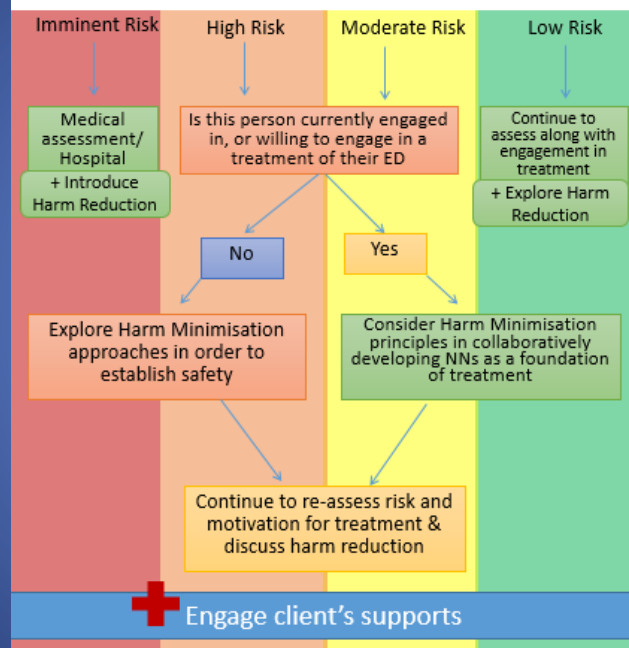 Imminent Risk
High Risk
Moderate Risk
Low Risk
Medical
assessment/
Hospital
+ Introduce
Harm Reduction
Is this person currently engaged
in, or willing to engage in a
treatment of their ED
Continue to
assess along with
engagement in
treatment
+ Explore Harm
Reduction
No
Yes
Explore Harm Minimisation
approaches in order to
establish safety
Consider Harm Minimisation
principles in collaboratively
developing NNs as a foundation
of treatment
Continue to re-assess risk and
motivation for treatment &
discuss harm reduction
Engage client's supports